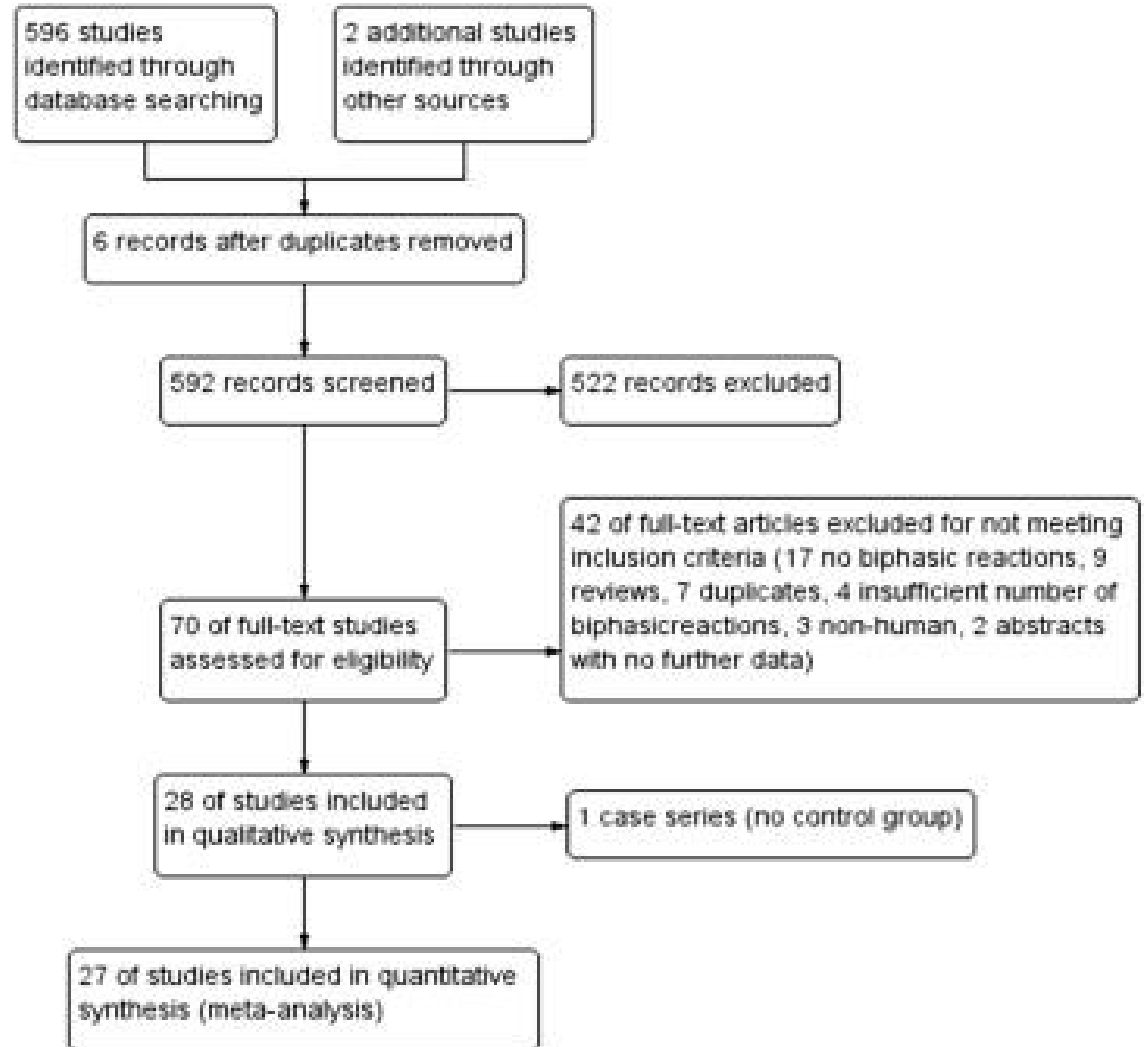 596 studies
identified through
database searching
2 additional studies
identified through
other sources
6 records after duplicates removed
592 records screened
522 records excluded
42 of full-text articles excluded for not meeting
inclusion criteria (17 no biphasic reactions, 9
reviews, 7 duplicates, 4 insufficient number of
biphasicreactions, 3 non-human, 2 abstracts
with no further data)
70 of full-text studies
assessed for eligibility
28 of studies included
in qualitative synthesis
1 case series (no control group)
27 of studies included in quantitative
synthesis (meta-analysis)